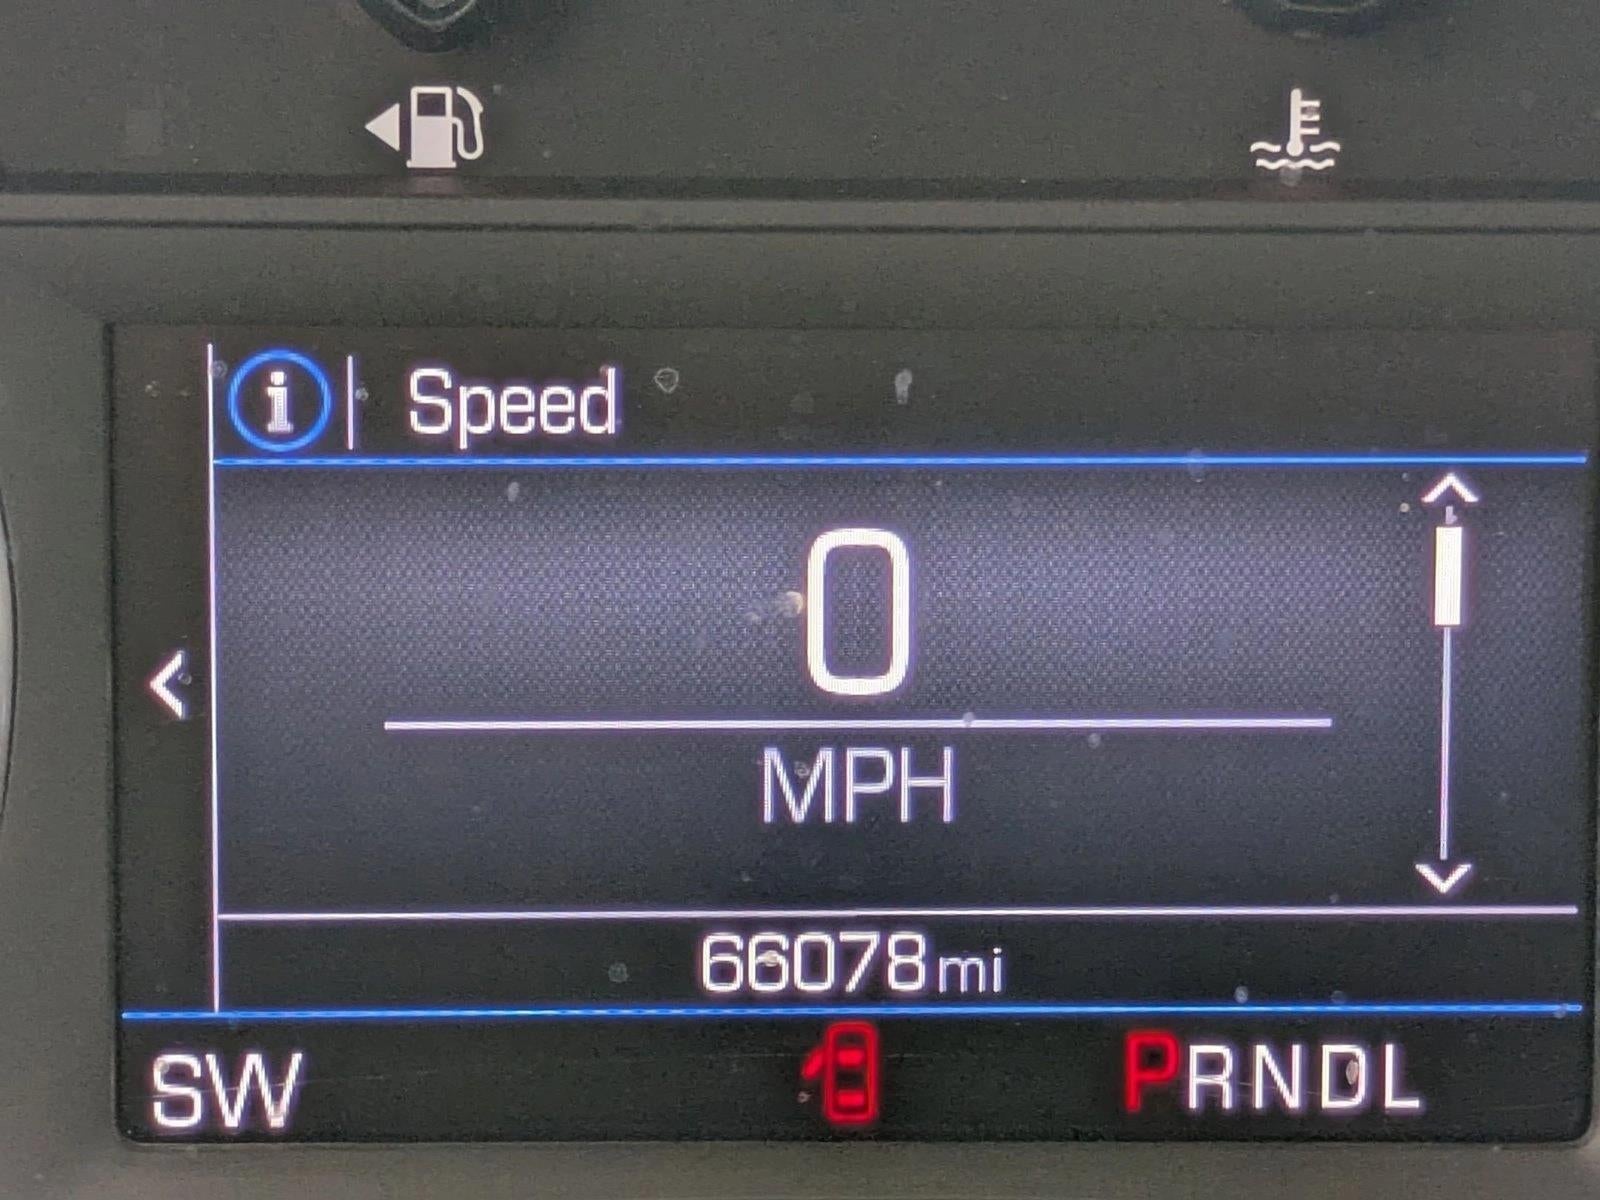 i Speed
0
MPH
66078 mi
SW PRNDL